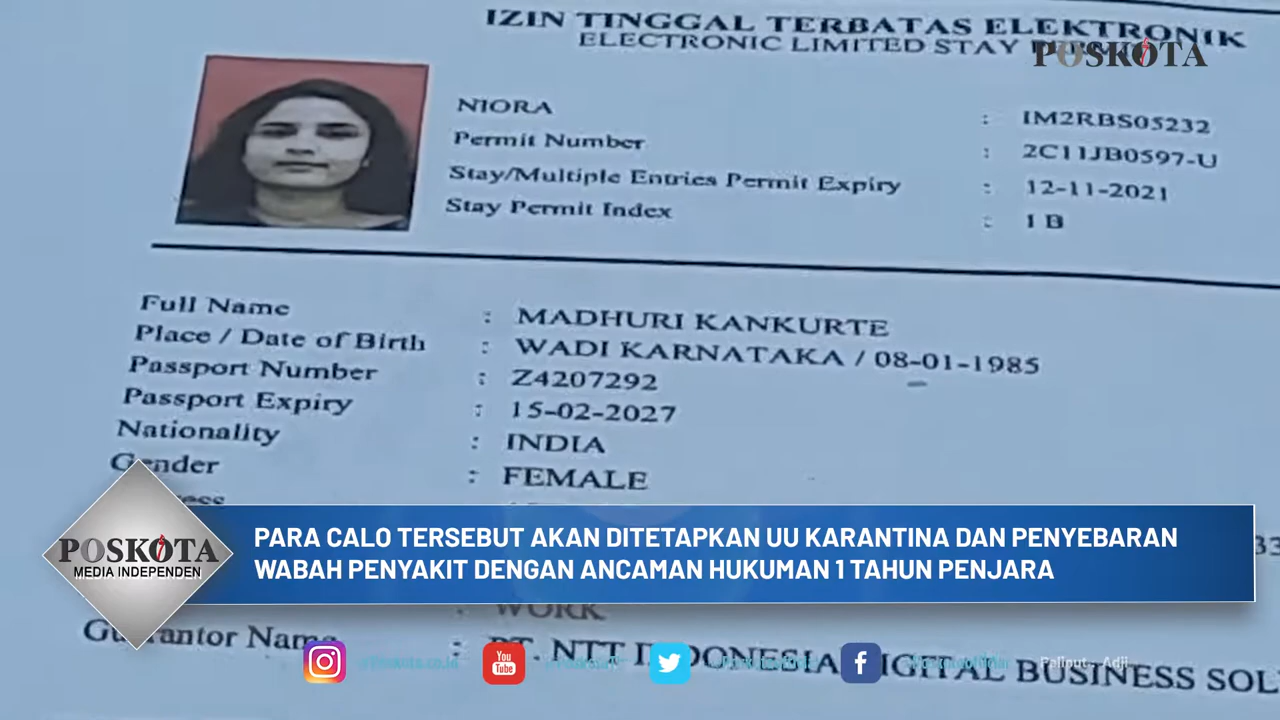 IZIN TINGGAL TERBATAS ELEKTRONIK
ELECTRONIC LIMITED STAY
POSKOTA
NIORA : IM2RBS05232
Permit Number : 2C11JB0597-U
Stay/Multiple Entries Permit Expiry : 12-11-2021
Stay Permit Index : 1 B
Full Name : MADHURI KANKURTE
Place / Date of Birth : WADI KARNATAKA / 08-01-1985
Passport Number : Z4207292
Passport Expiry : 15-02-2027
Nationality : INDIA
Gender : FEMALE
POSKOTA
MEDIA INDEPENDEN
PARA CALO TERSEBUT AKAN DITETAPKAN UU KARANTINA DAN PENYEBARAN
WABAH PENYAKIT DENGAN ANCAMAN HUKUMAN 1 TAHUN PENJARA
: WORK
Guarantor Name : PT. NTT INDONESIA DIGITAL BUSINESS SOL
You
Tube